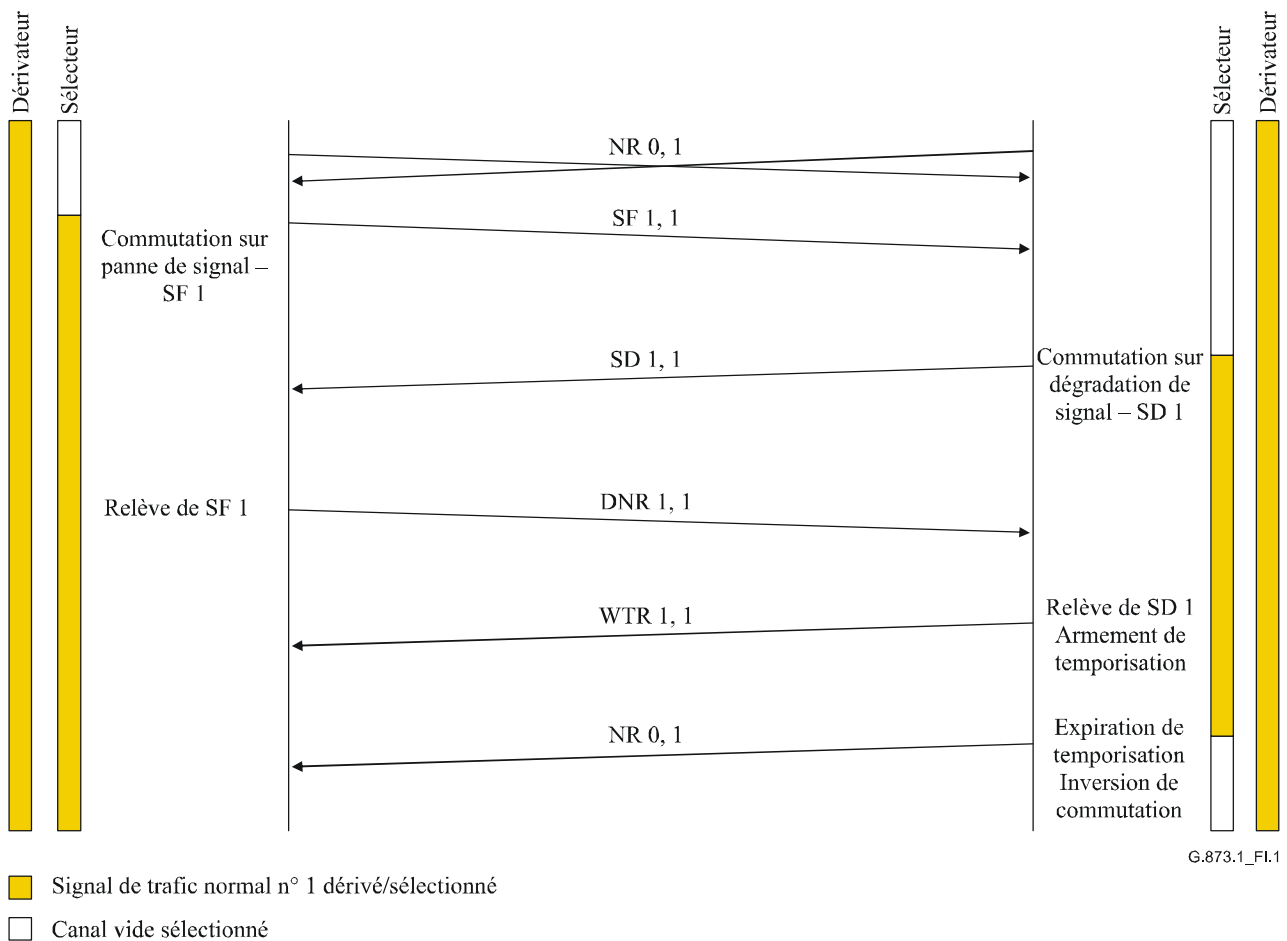 Dérivateur
Sélecteur
Sélecteur
Dérivateur
NR 0, 1
SF 1, 1
Commutation sur
panne de signal –
SF 1
SD 1, 1
Commutation sur
dégradation de
signal – SD 1
Relève de SF 1
DNR 1, 1
WTR 1, 1
Relève de SD 1
Armement de
temporisation
NR 0, 1
Expiration de
temporisation
Inversion de
commutation
G.873.1_FI.1
Signal de trafic normal n° 1 dérivé/sélectionné
Canal vide sélectionné